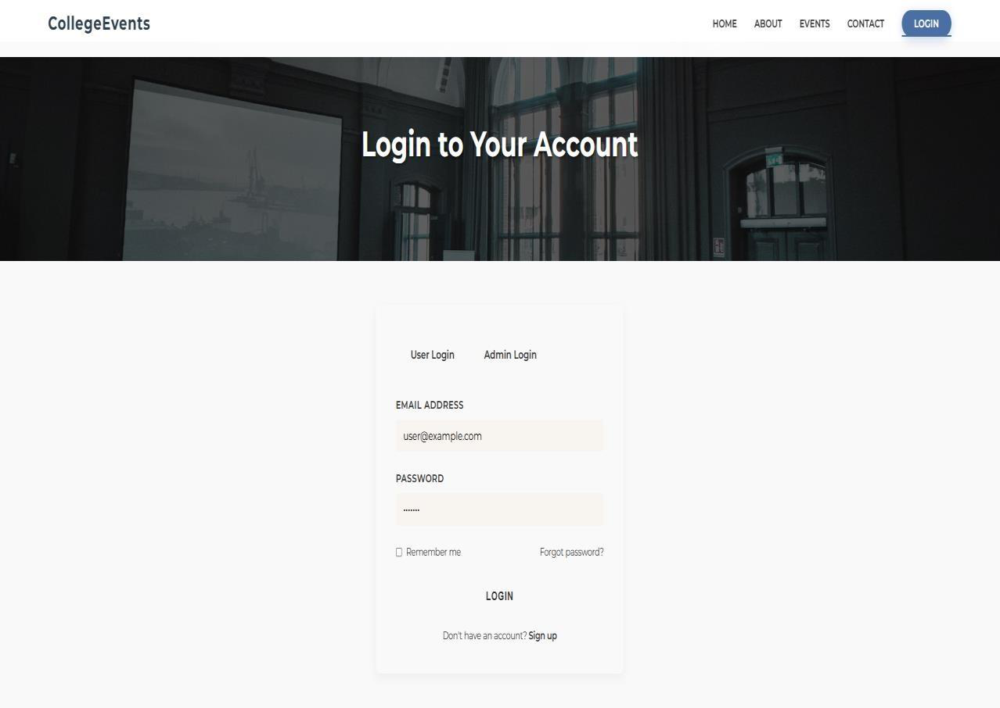 CollegeEvents
HOME ABOUT EVENTS CONTACT LOGIN
Login to Your Account
User Login Admin Login
EMAIL ADDRESS
user@example.com
PASSWORD
•••••••
Remember me Forgot password?
LOGIN
Don't have an account? Sign up